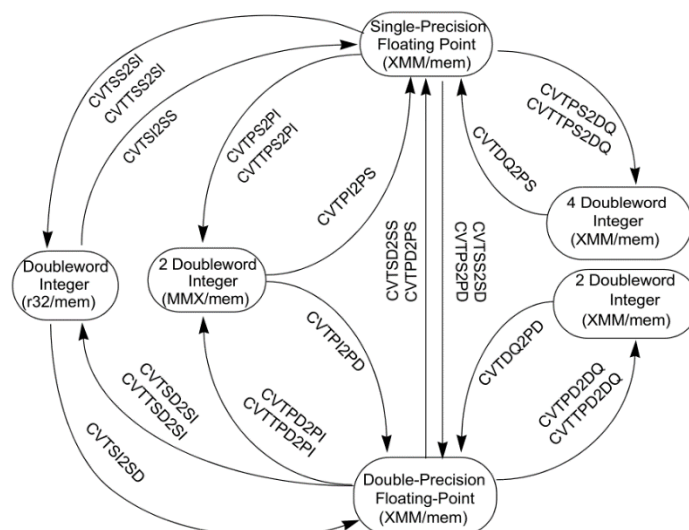 Single-Precision
Floating Point
(XMM/mem)
CVTSS2SI
CVTTSS2SI
CVTSI2SS
CVTPS2PI
CVTTPS2PI
CVTPI2PS
CVTPS2DQ
CVTTPS2DQ
CVTDQ2PS
4 Doubleword
Integer
(XMM/mem)
Doubleword
Integer
(r32/mem)
2 Doubleword
Integer
(MMX/mem)
CVTSD2SS
CVTPD2PS
CVTSS2SD
CVTPS2PD
2 Doubleword
Integer
(XMM/mem)
CVTPI2PD
CVTDQ2PD
CVTSD2SI
CVTTSD2SI
CVTPD2PI
CVTTPD2PI
CVTPD2DQ
CVTTPD2DQ
CVTSI2SD
Double-Precision
Floating-Point
(XMM/mem)